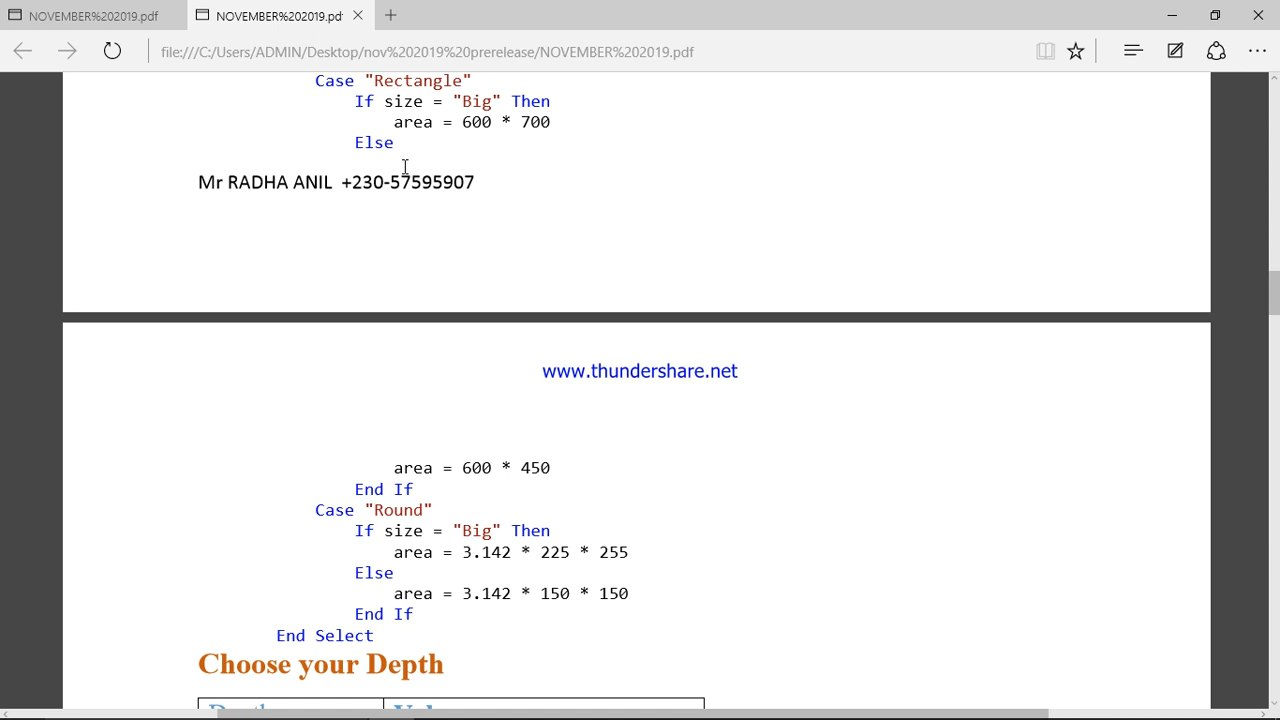 NOVEMBER%202019.pdf
NOVEMBER%202019.pdf
file:///C:/Users/ADMIN/Desktop/nov%202019%20prerelease/NOVEMBER%202019.pdf
Case "Rectangle"
If size = "Big" Then
area = 600 * 700
Else
Mr RADHA ANIL +230-57595907
www.thundershare.net
area = 600 * 450
End If
Case "Round"
If size = "Big" Then
area = 3.142 * 225 * 255
Else
area = 3.142 * 150 * 150
End If
End Select
Choose your Depth